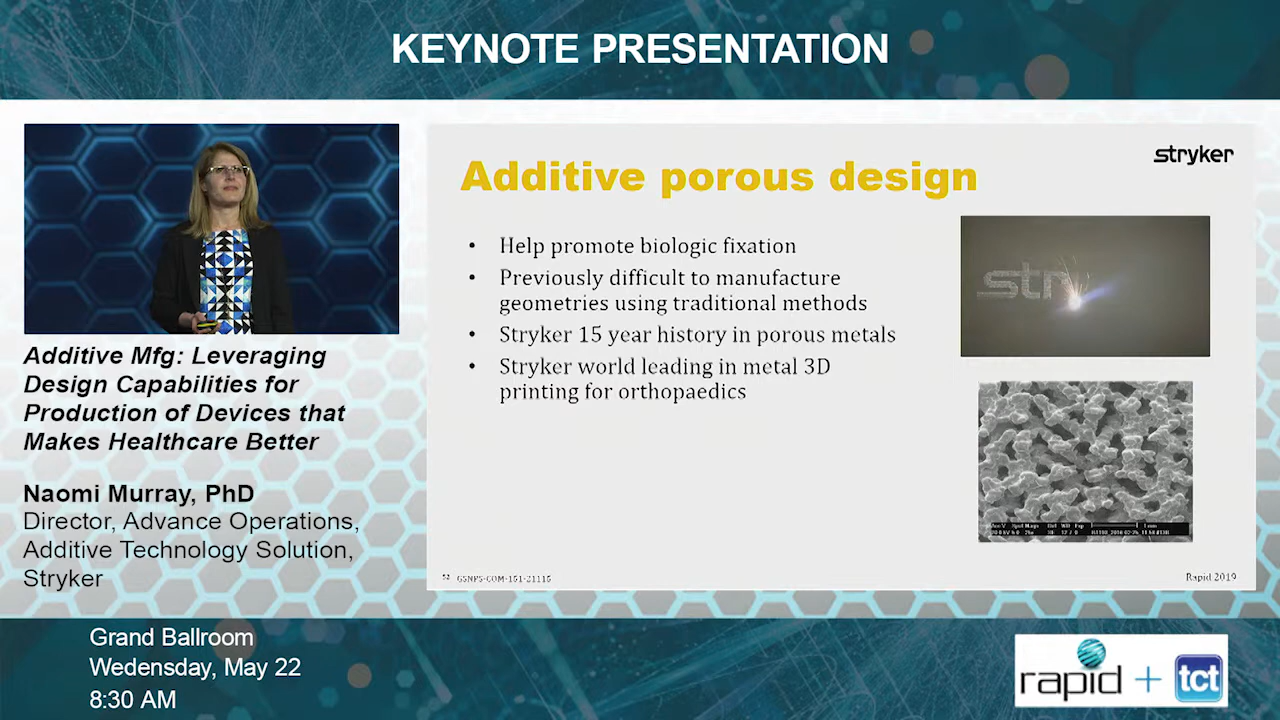 KEYNOTE PRESENTATION
Additive Mfg: Leveraging
Design Capabilities for
Production of Devices that
Makes Healthcare Better
Naomi Murray, PhD
Director, Advance Operations,
Additive Technology Solution,
Stryker
stryker
Additive porous design
• Help promote biologic fixation
• Previously difficult to manufacture
geometries using traditional methods
• Stryker 15 year history in porous metals
• Stryker world leading in metal 3D
printing for orthopaedics
str
GSNPS-COM-161-21115
Rapid 2019
Grand Ballroom
Wedensday, May 22
8:30 AM
rapid + tct